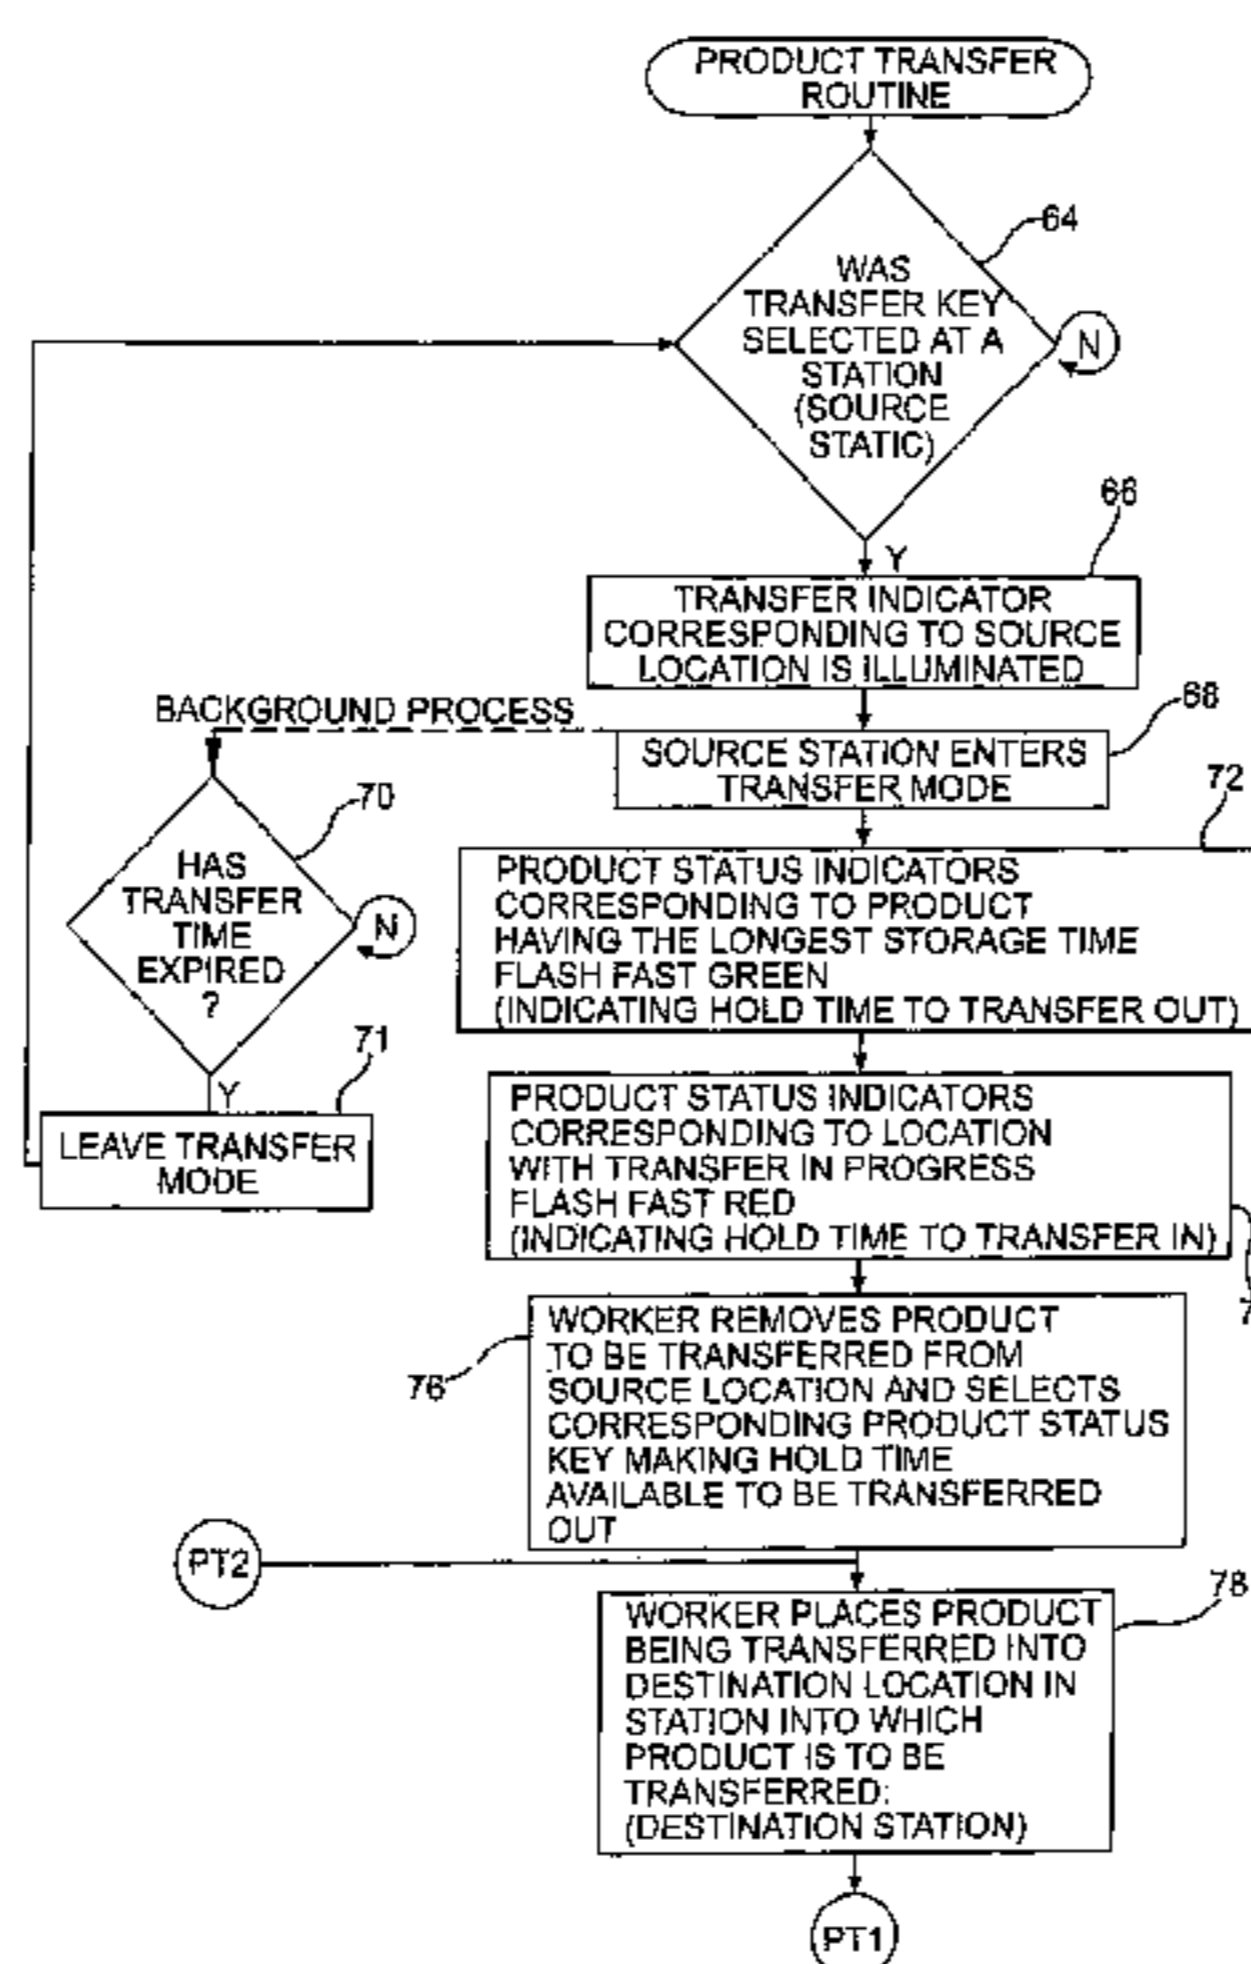 PRODUCT TRANSFER
ROUTINE
64
WAS
TRANSFER KEY
SELECTED AT A
STATION
(SOURCE
STATIC)
N
Y
66
TRANSFER INDICATOR
CORRESPONDING TO SOURCE
LOCATION IS ILLUMINATED
BACKGROUND PROCESS
68
SOURCE STATION ENTERS
TRANSFER MODE
70
HAS
TRANSFER
TIME
EXPIRED
?
N
Y
71
LEAVE TRANSFER
MODE
72
PRODUCT STATUS INDICATORS
CORRESPONDING TO PRODUCT
HAVING THE LONGEST STORAGE TIME
FLASH FAST GREEN
(INDICATING HOLD TIME TO TRANSFER OUT)
PRODUCT STATUS INDICATORS
CORRESPONDING TO LOCATION
WITH TRANSFER IN PROGRESS
FLASH FAST RED
(INDICATING HOLD TIME TO TRANSFER IN)
76
WORKER REMOVES PRODUCT
TO BE TRANSFERRED FROM
SOURCE LOCATION AND SELECTS
CORRESPONDING PRODUCT STATUS
KEY MAKING HOLD TIME
AVAILABLE TO BE TRANSFERRED
OUT
PT2
78
WORKER PLACES PRODUCT
BEING TRANSFERRED INTO
DESTINATION LOCATION IN
STATION INTO WHICH
PRODUCT IS TO BE
TRANSFERRED:
(DESTINATION STATION)
PT1